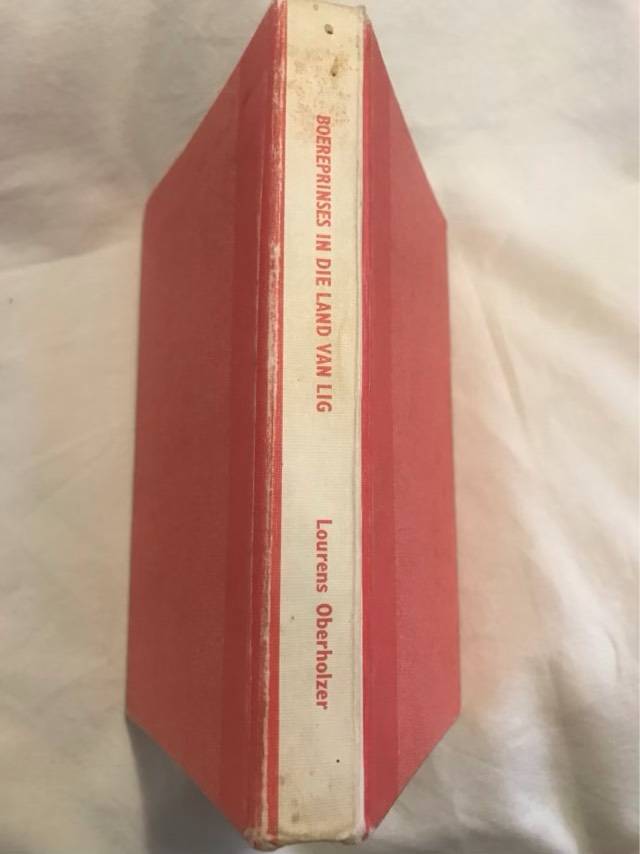 BOEREPRINSES IN DIE LAND VAN LIG
Lourens Oberholzer